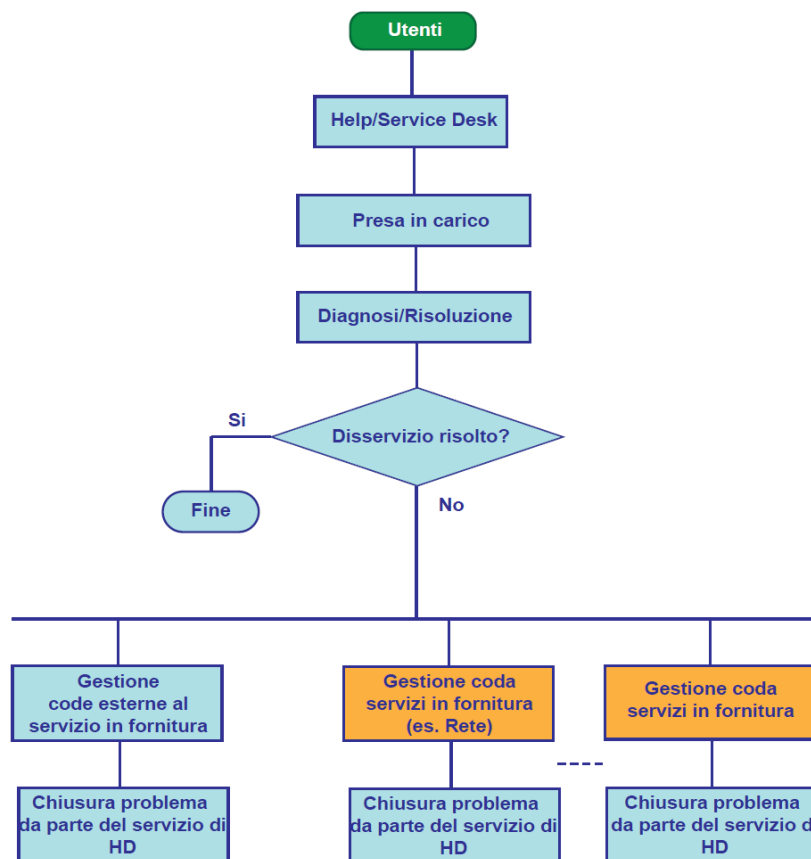 Utenti
Help/Service Desk
Presa in carico
Diagnosi/Risoluzione
Si
Disservizio risolto?
Fine
No
Gestione
code esterne al
servizio in fornitura
Gestione coda
servizi in fornitura
(es. Rete)
Gestione coda
servizi in fornitura
Chiusura problema
da parte del servizio di
HD
Chiusura problema
da parte del servizio di
HD
Chiusura problema
da parte del servizio d
HD